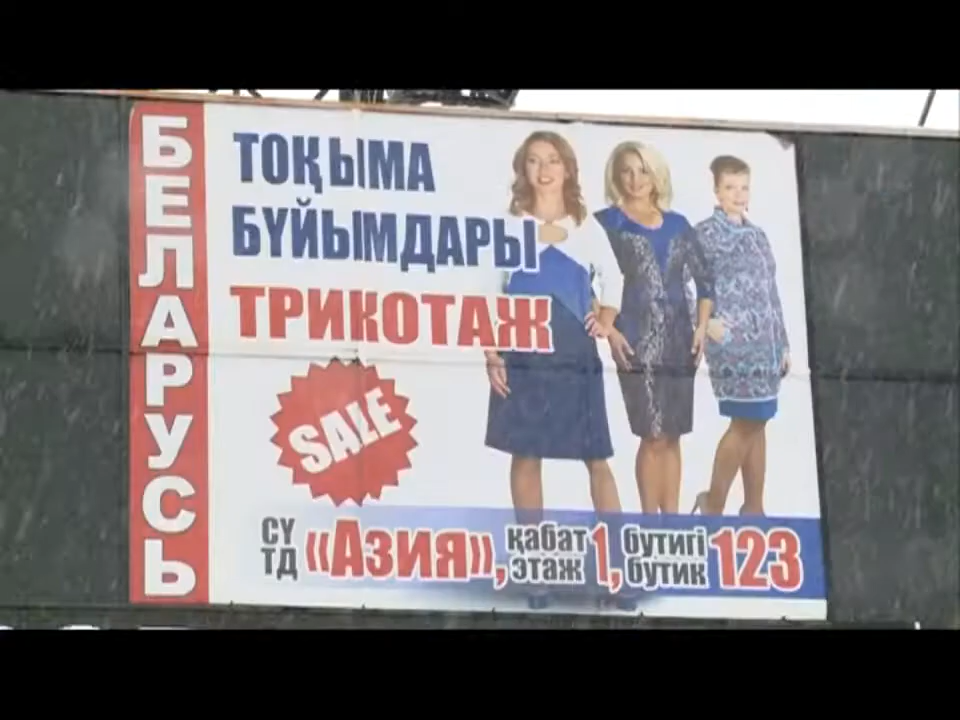 БЕЛАРУСЬ
ТОҚЫМА
БҰЙЫМДАРЫ
ТРИКОТАЖ
SALE
СҮ
ТД
«Азия»,
қабат
этаж
1,
бутигі
бутик
123